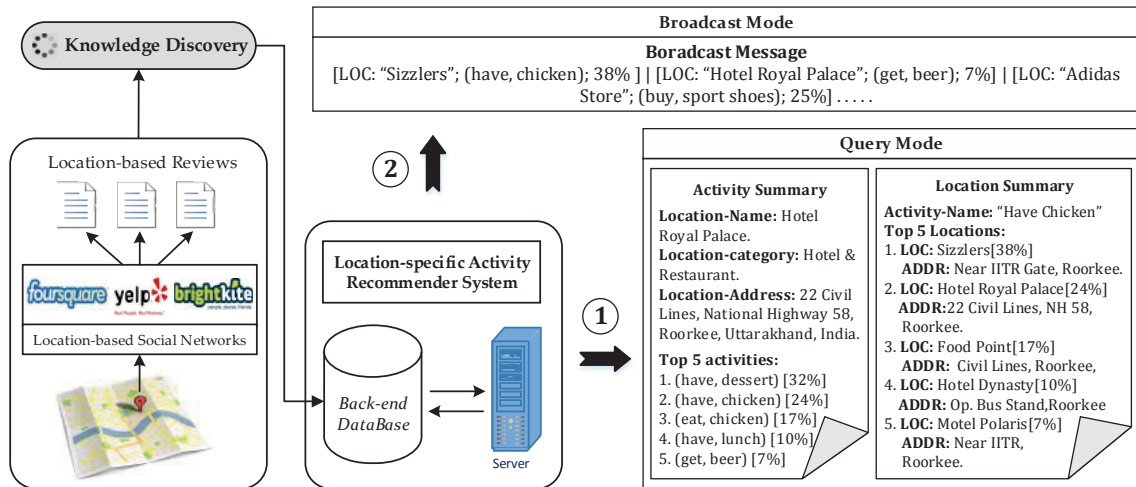 Knowledge Discovery
Location-based Reviews
foursquare yelp brightkite
Real People. Real Reviews.
Location-based Social Networks
Broadcast Mode
Boradcast Message
[LOC: “Sizzlers”; (have, chicken); 38% ] | [LOC: “Hotel Royal Palace”; (get, beer); 7%] | [LOC: “Adidas
Store”; (buy, sport shoes); 25%] . . . . .
2
Location-specific Activity
Recommender System
Back-end
DataBase
Server
1
Query Mode
Activity Summary
Location-Name: Hotel
Royal Palace.
Location-category: Hotel &
Restaurant.
Location-Address: 22 Civil
Lines, National Highway 58,
Roorkee, Uttarakhand, India.
Top 5 activities:
1. (have, dessert) [32%]
2. (have, chicken) [24%]
3. (eat, chicken) [17%]
4. (have, lunch) [10%]
5. (get, beer) [7%]
Location Summary
Activity-Name: “Have Chicken”
Top 5 Locations:
1. LOC: Sizzlers[38%]
ADDR: Near IITR Gate, Roorkee.
2. LOC: Hotel Royal Palace[24%]
ADDR:22 Civil Lines, NH 58,
Roorkee.
3. LOC: Food Point[17%]
ADDR: Civil Lines, Roorkee,
4. LOC: Hotel Dynasty[10%]
ADDR: Op. Bus Stand,Roorkee
5. LOC: Motel Polaris[7%]
ADDR: Near IITR,
Roorkee.